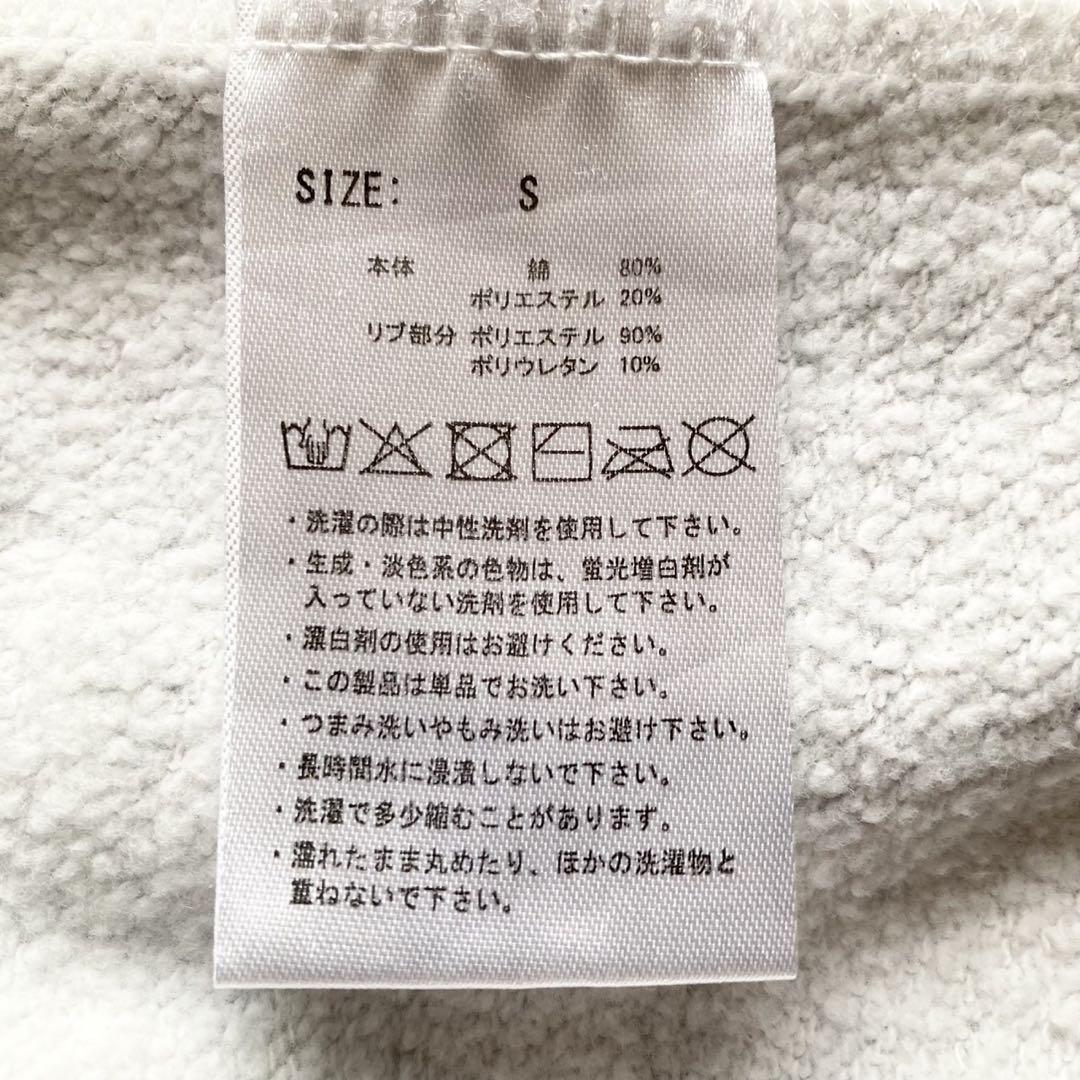 SIZE: S
本体 綿 80%
ポリエステル 20%
リブ部分 ポリエステル 90%
ポリウレタン 10%
・洗濯の際は中性洗剤を使用して下さい。
・生成・淡色系の色物は、蛍光増白剤が
入っていない洗剤を使用して下さい。
・漂白剤の使用はお避けください。
・この製品は単品でお洗い下さい。
・つまみ洗いやもみ洗いはお避け下さい。
・長時間水に浸漬しないで下さい。
・洗濯で多少縮むことがあります。
・濡れたまま丸めたり、ほかの洗濯物と
重ねないで下さい。